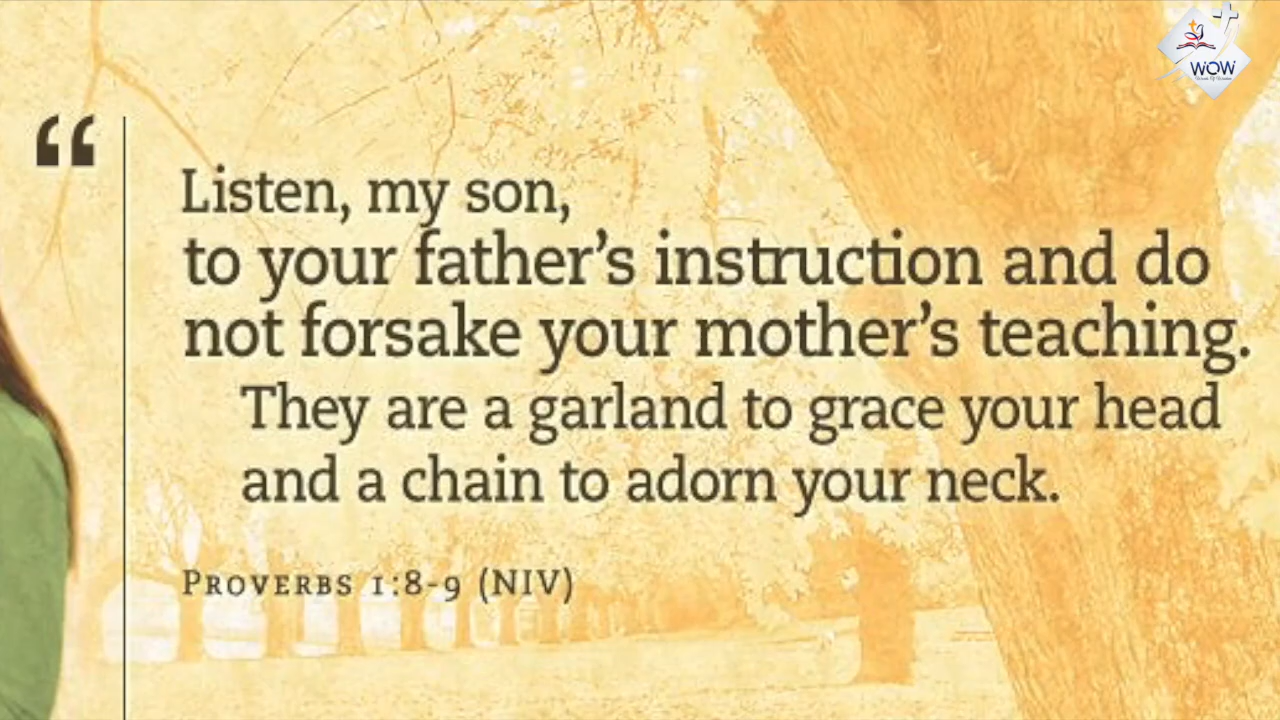 WOW
“
Listen, my son,
to your father’s instruction and do
not forsake your mother’s teaching.
They are a garland to grace your head
and a chain to adorn your neck.
Proverbs 1:8-9 (NIV)